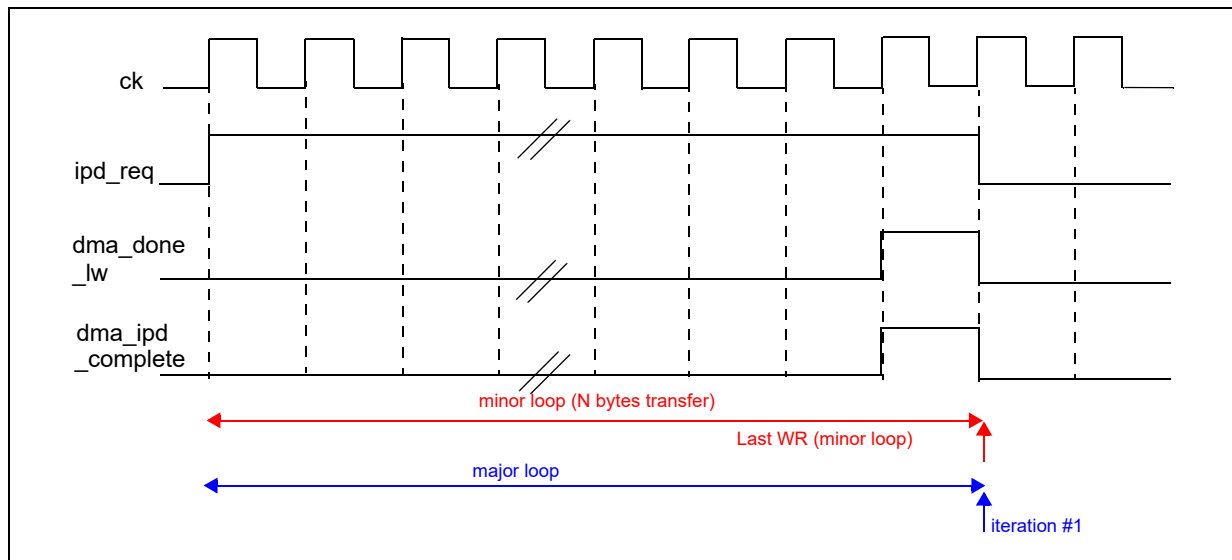 ck
ipd_req
dma_done
_lw
dma_ipd
_complete
minor loop (N bytes transfer)
Last WR (minor loop)
major loop
iteration #1